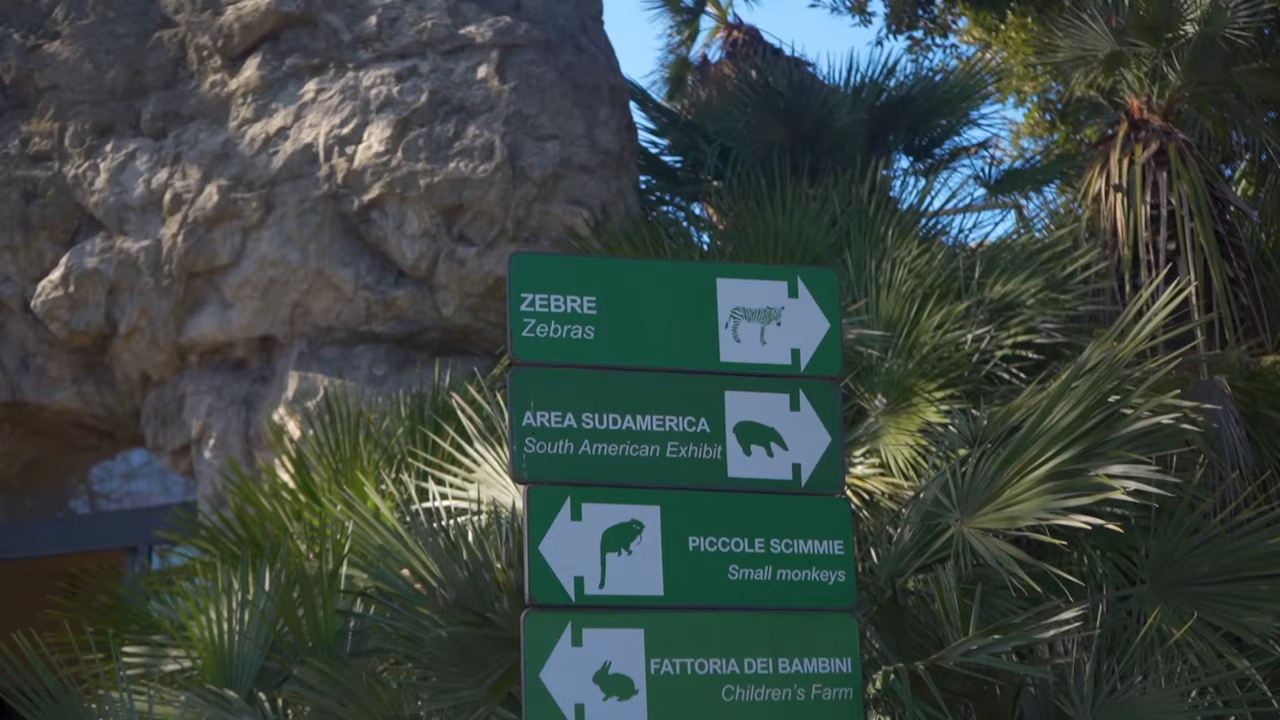 ZEBRE
Zebras
AREA SUDAMERICA
South American Exhibit
PICCOLE SCIMMIE
Small monkeys
FATTORIA DEI BAMBINI
Children's Farm